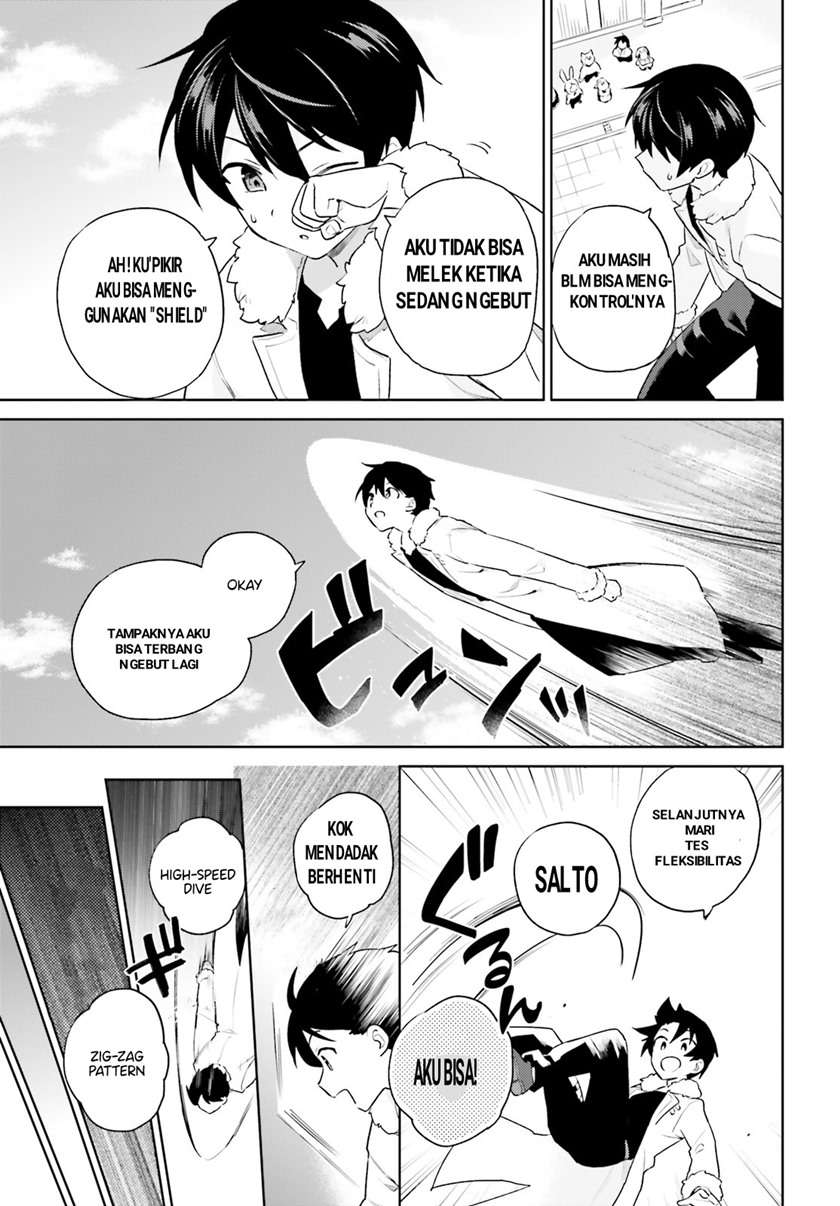 AKU MASIH
BLM BISA MENG-
KONTROL'NYA
AKU TIDAK BISA
MELEK KETIKA
SEDANG NGEBUT
AH! KU'PIKIR
AKU BISA MENG-
GUNAKAN "SHIELD"
ビュンッ
OKAY
TAMPAKNYA AKU
BISA TERBANG
NGEBUT LAGI
SELANJUTNYA
MARI
TES
FLEKSIBILITAS
SALTO
ぐるん
AKU BISA!
KOK
MENDADAK
BERHENTI
HIGH-SPEED
DIVE
ギ
ZIG-ZAG
PATTERN